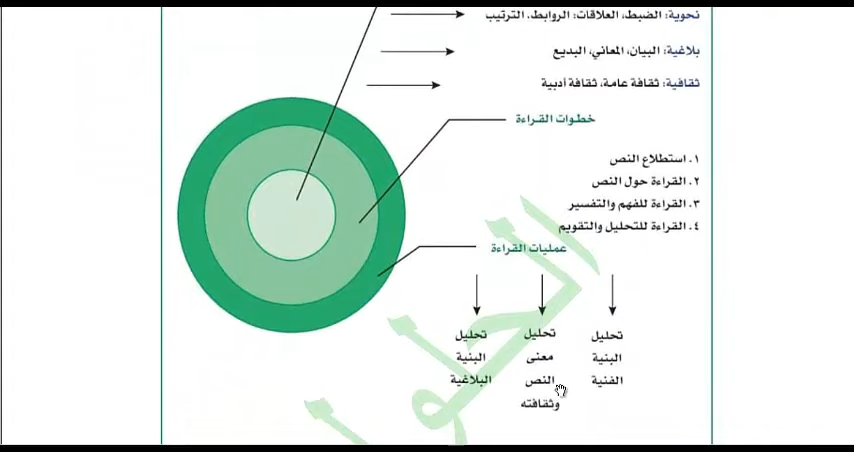 نحوية: الضبط، العلاقات: الروابط. الترتيب
بلاغية: البيان، المعاني، البديع
ثقافية: ثقافة عامة، ثقافة أدبية
خطوات القراءة
١. استطلاع النص
٢. القراءة حول النص
٣. القراءة للفهم والتفسير
٤. القراءة للتحليل والتقويم
عمليات القراءة
تحليل
البنية
الفنية
تحليل
معنى
النص
وثقافته
تحليل
البنية
البلاغية